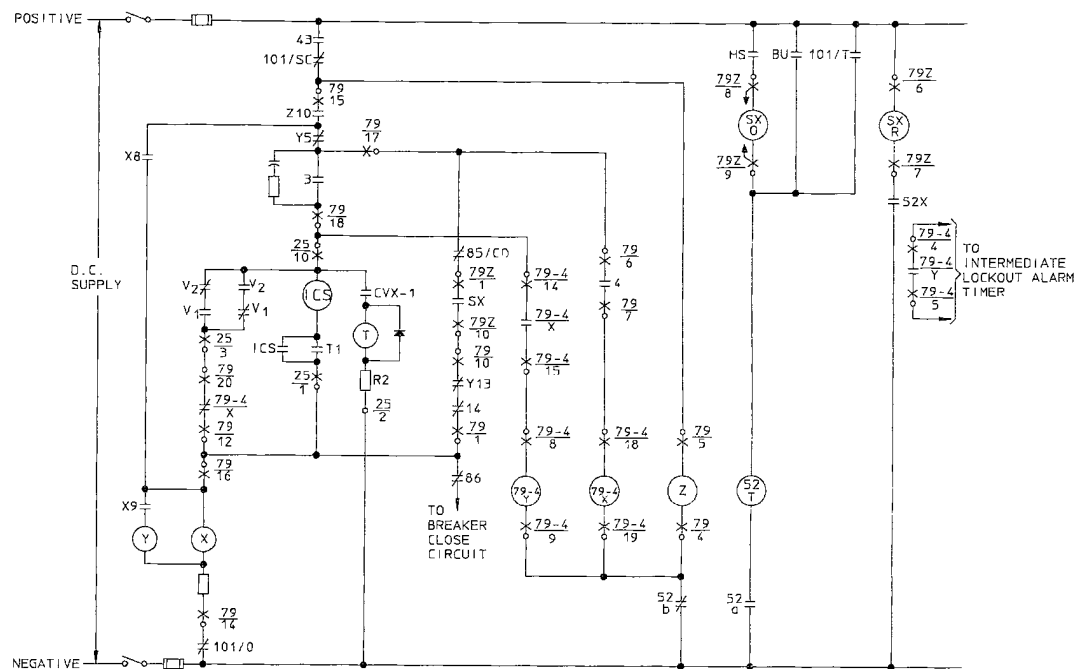 POSITIVE
43
101/SC
79
15
Z10
Y5
79
17
X8
3
79
18
25
10
D.C.
SUPPLY
V2
V2
V1
V1
ICS
CVX-1
T
ICS
T1
R2
25
3
79
20
79-4
X
79
12
79
16
25
1
25
2
X9
Y
X
79
14
101/O
NEGATIVE
85/CO
79Z
1
SX
79Z
10
79
10
Y13
14
79
1
86
TO
BREAKER
CLOSE
CIRCUIT
79-4
14
79-4
X
79-4
15
79-4
8
79-4
Y
79-4
9
79
6
4
79
7
79-4
18
79-4
X
79-4
19
79
5
Z
79
4
52
b
HS
79Z
8
SX
O
79Z
9
BU
101/T
52
T
52
a
79Z
6
SX
R
79Z
7
52X
79-4
4
79-4
Y
79-4
5
TO
INTERMEDIATE
LOCKOUT ALARM
TIMER